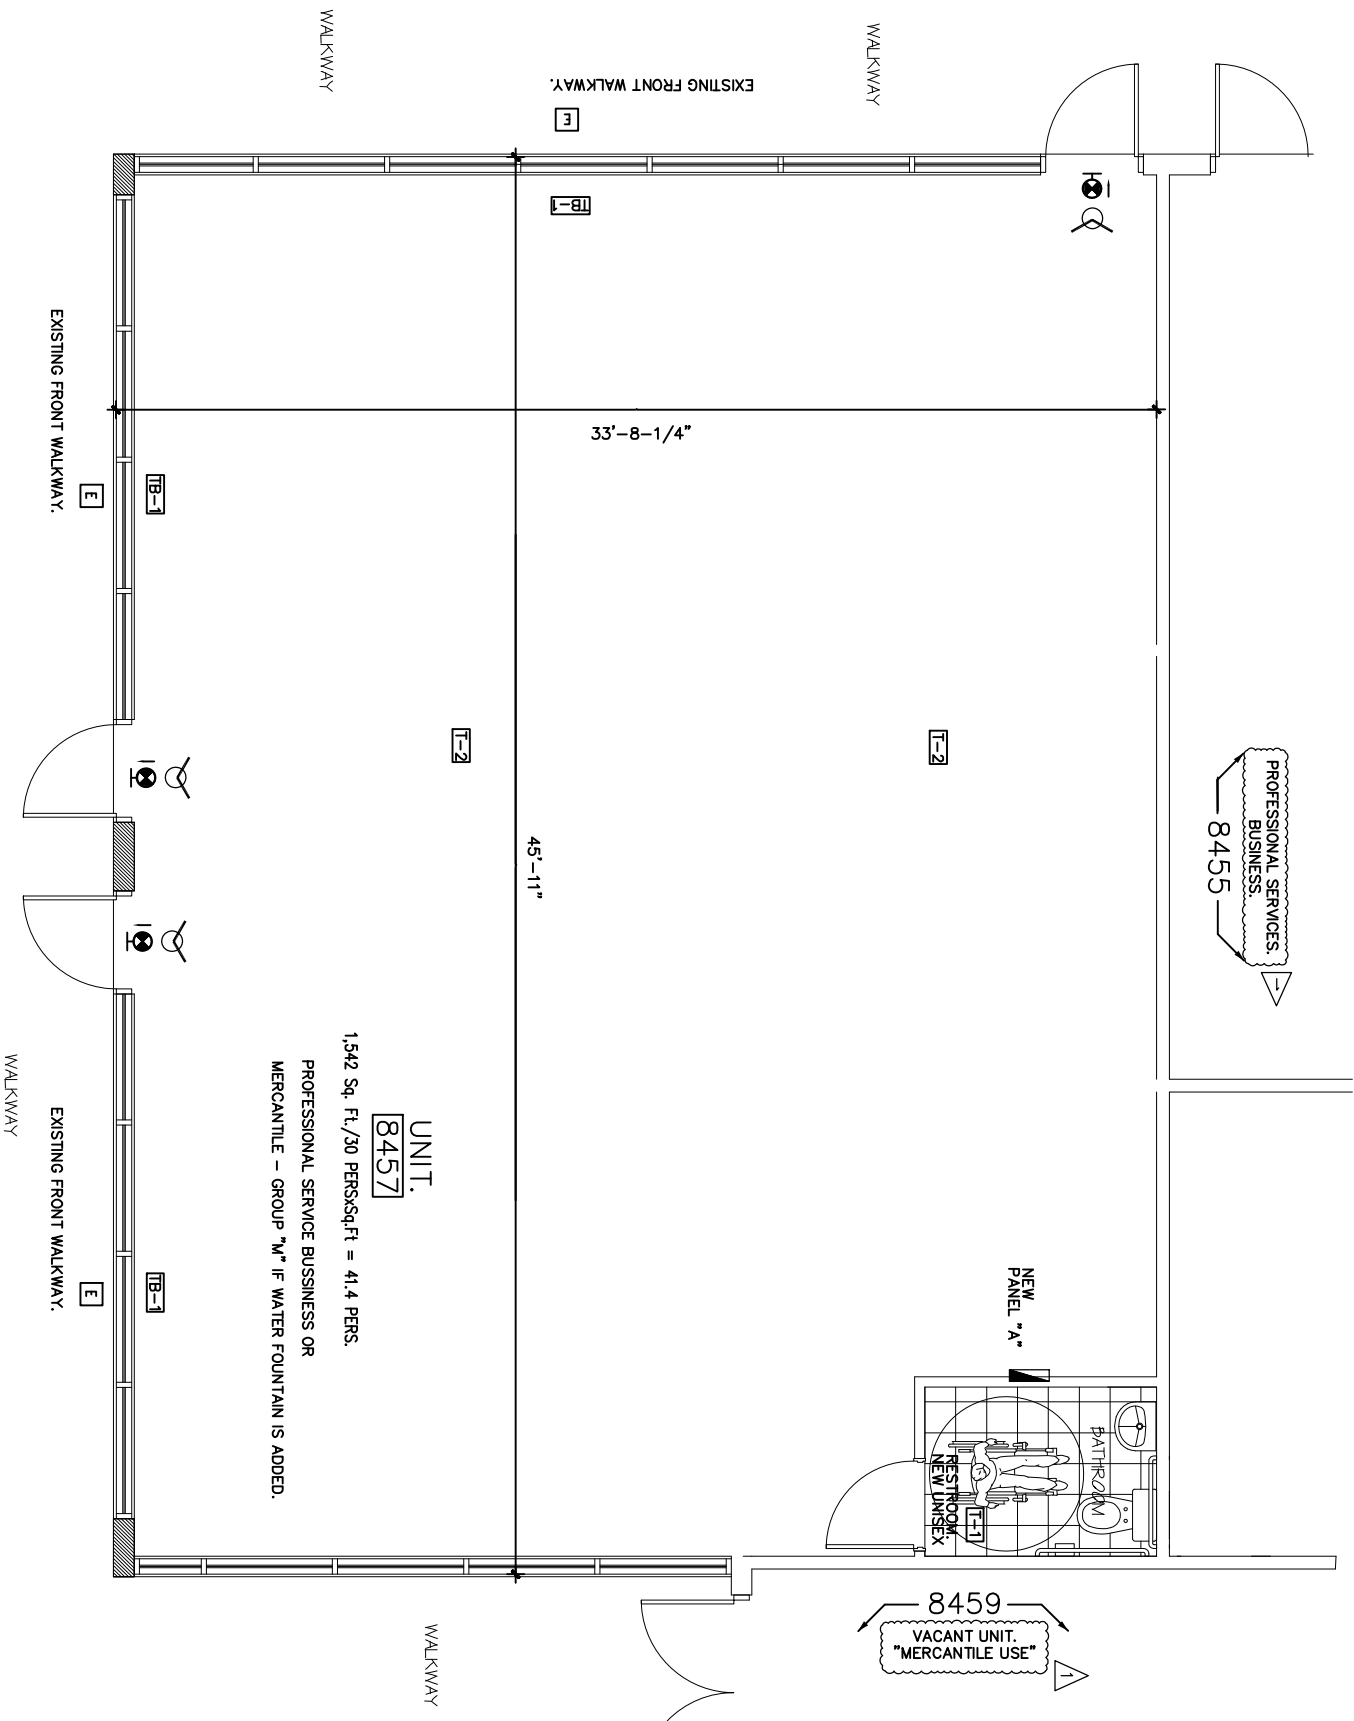 WALKWAY
WALKWAY
EXISTING FRONT WALKWAY.
E
TB-1
33'-8-1/4"
EXISTING FRONT WALKWAY.
E
TB-1
T-2
T-2
PROFESSIONAL SERVICES.
BUSINESS.
8455
1
45'-11"
UNIT.
8457
1,542 Sq. Ft./30 PERSxSq.Ft = 41.4 PERS.
PROFESSIONAL SERVICE BUSSINESS OR
MERCANTILE - GROUP "M" IF WATER FOUNTAIN IS ADDED.
WALKWAY
EXISTING FRONT WALKWAY.
E
TB-1
NEW
PANEL "A"
BATHROOM
T-1
NEW UNISEX
RESTROOM.
8459
VACANT UNIT.
"MERCANTILE USE"
1
WALKWAY